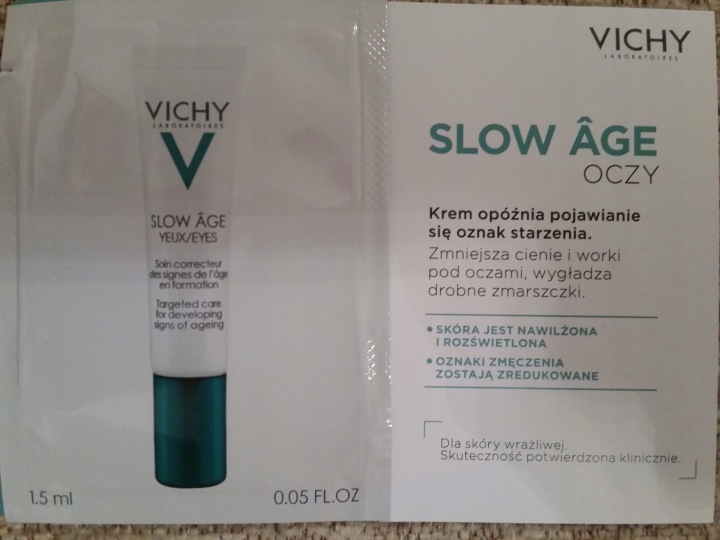 VICHY
LABORATOIRES
V
SLOW ÂGE
YEUX/EYES
Soin correcteur
des signes de l'âge
en formation
Targeted care
for developing
signs of ageing
1.5 ml
0.05 FL.OZ
VICHY
LABORATOIRES
SLOW ÂGE
OCZY
Krem opóźnia pojawianie
się oznak starzenia.
Zmniejsza cienie i worki
pod oczami, wygładza
drobne zmarszczki.
• SKÓRA JEST NAWILŻONA
I ROZŚWIETLONA
• OZNAKI ZMĘCZENIA
ZOSTAJĄ ZREDUKOWANE
Dla skóry wrażliwej.
Skuteczność potwierdzona klinicznie.